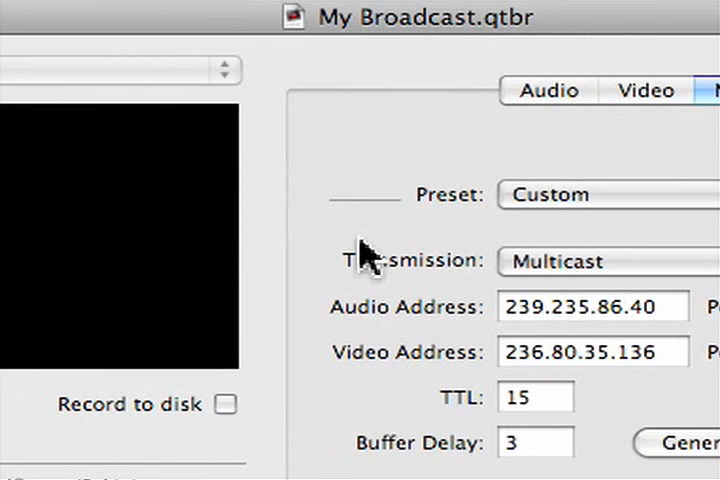 My Broadcast.qtbr
Audio Video
Preset: Custom
Transmission: Multicast
Audio Address: 239.235.86.40
Video Address: 236.80.35.136
Record to disk
TTL: 15
Buffer Delay: 3